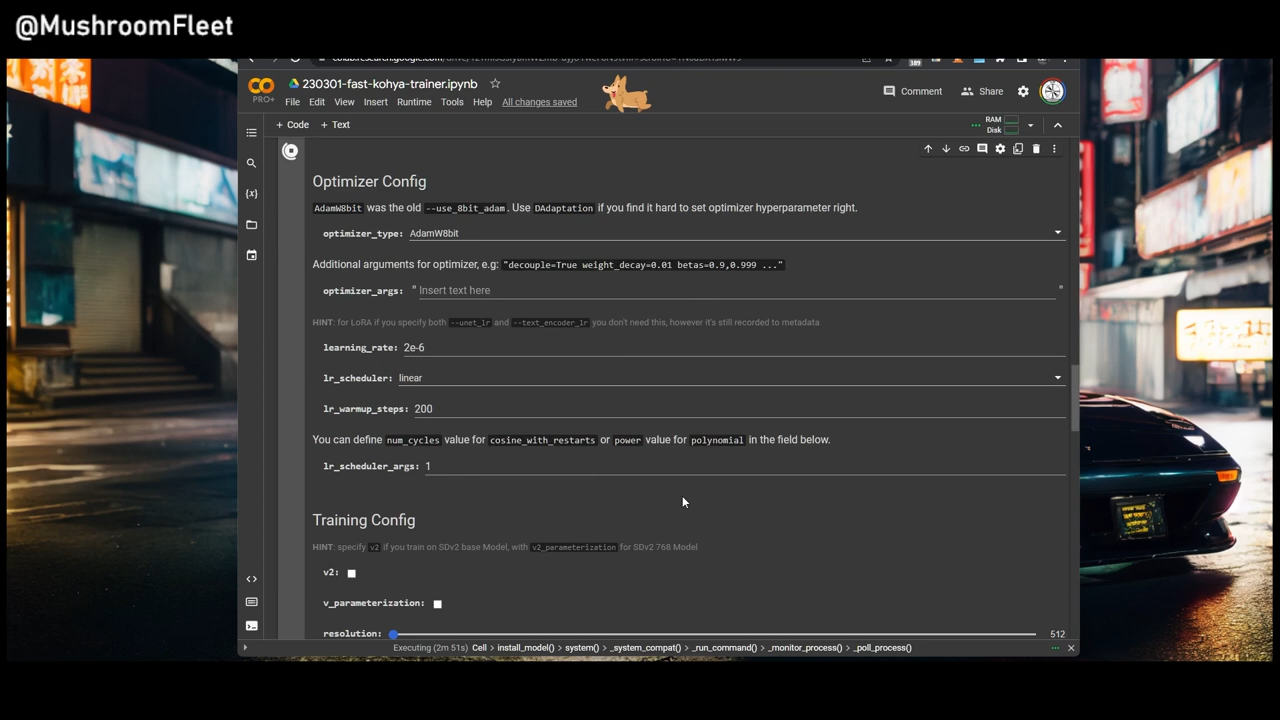 @MushroomFleet
230301-fast-kohya-trainer.ipynb
PRO+
File Edit View Insert Runtime Tools Help All changes saved
Comment Share
+ Code + Text
RAM
Disk
Optimizer Config
AdamW8bit was the old --use_8bit_adam. Use DAdaptation if you find it hard to set optimizer hyperparameter right.
optimizer_type: AdamW8bit
Additional arguments for optimizer, e.g: "decouple=True weight_decay=0.01 betas=0.9,0.999 ..."
optimizer_args: " Insert text here "
HINT: for LoRA if you specify both --unet_lr and --text_encoder_lr you don't need this, however it's still recorded to metadata
learning_rate: 2e-6
lr_scheduler: linear
lr_warmup_steps: 200
You can define num_cycles value for cosine_with_restarts or power value for polynomial in the field below.
lr_scheduler_args: 1
Training Config
HINT: specify v2 if you train on SDv2 base Model, with v2_parameterization for SDv2 768 Model
v2:
v_parameterization:
resolution: 512
Executing (2m 51s) Cell > install_model() > system() > _system_compat() > _run_command() > _monitor_process() > _poll_process()